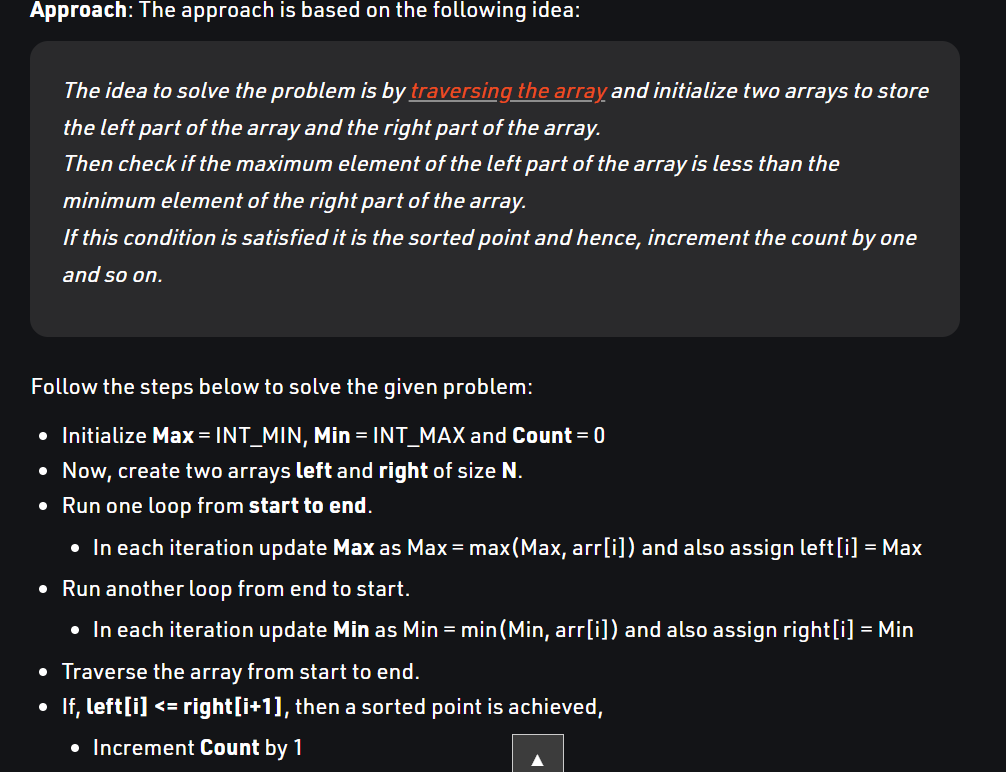 Approach: The approach is based on the following idea:
The idea to solve the problem is by traversing the array and initialize two arrays to store
the left part of the array and the right part of the array.
Then check if the maximum element of the left part of the array is less than the
minimum element of the right part of the array.
If this condition is satisfied it is the sorted point and hence, increment the count by one
and so on.
Follow the steps below to solve the given problem:
• Initialize Max = INT_MIN, Min = INT_MAX and Count = 0
• Now, create two arrays left and right of size N.
• Run one loop from start to end.
• In each iteration update Max as Max = max(Max, arr[i]) and also assign left[i] = Max
• Run another loop from end to start.
• In each iteration update Min as Min = min(Min, arr[i]) and also assign right[i] = Min
• Traverse the array from start to end.
• If, left[i] <= right[i+1], then a sorted point is achieved,
• Increment Count by 1